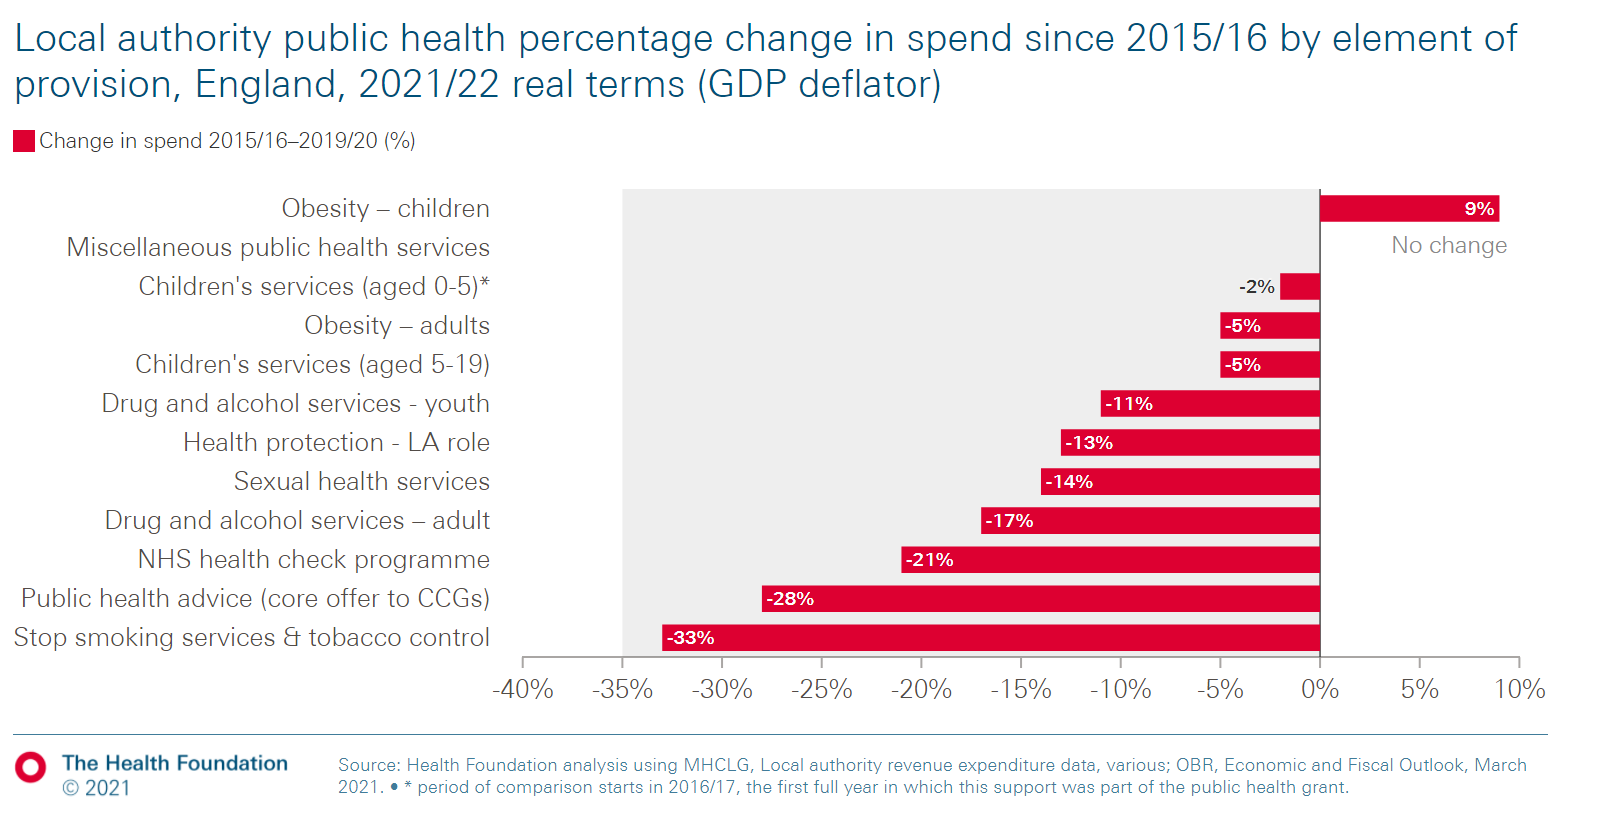 Local authority public health percentage change in spend since 2015/16 by element of
provision, England, 2021/22 real terms (GDP deflator)
Change in spend 2015/16–2019/20 (%)
Obesity – children
9%
Miscellaneous public health services
No change
Children's services (aged 0-5)*
-2%
Obesity – adults
-5%
Children's services (aged 5-19)
-5%
Drug and alcohol services - youth
-11%
Health protection - LA role
-13%
Sexual health services
-14%
Drug and alcohol services – adult
-17%
NHS health check programme
-21%
Public health advice (core offer to CCGs)
-28%
Stop smoking services & tobacco control
-33%
-40% -35% -30% -25% -20% -15% -10% -5% 0% 5% 10%
The Health Foundation
© 2021
Source: Health Foundation analysis using MHCLG, Local authority revenue expenditure data, various; OBR, Economic and Fiscal Outlook, March
2021. • * period of comparison starts in 2016/17, the first full year in which this support was part of the public health grant.